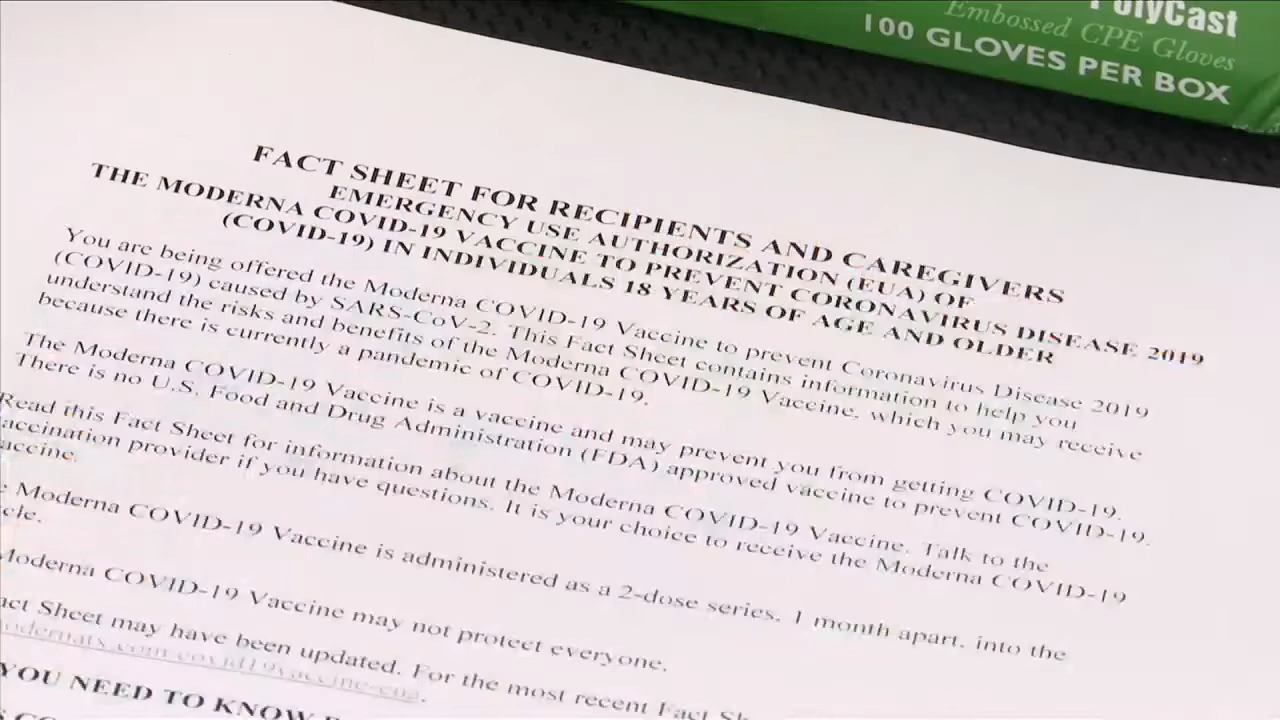 PolyCast
Embossed CPE Gloves
100 GLOVES PER BOX
FACT SHEET FOR RECIPIENTS AND CAREGIVERS
EMERGENCY USE AUTHORIZATION (EUA) OF
THE MODERNA COVID-19 VACCINE TO PREVENT CORONAVIRUS DISEASE 2019
(COVID-19) IN INDIVIDUALS 18 YEARS OF AGE AND OLDER
You are being offered the Moderna COVID-19 Vaccine to prevent Coronavirus Disease 2019
(COVID-19) caused by SARS-CoV-2. This Fact Sheet contains information to help you
understand the risks and benefits of the Moderna COVID-19 Vaccine, which you may receive
because there is currently a pandemic of COVID-19.
The Moderna COVID-19 Vaccine is a vaccine and may prevent you from getting COVID-19.
There is no U.S. Food and Drug Administration (FDA) approved vaccine to prevent COVID-19.
Read this Fact Sheet for information about the Moderna COVID-19 Vaccine. Talk to the
accination provider if you have questions. It is your choice to receive the Moderna COVID-19
accine.
e Moderna COVID-19 Vaccine is administered as a 2-dose series, 1 month apart, into the
cle.
Moderna COVID-19 Vaccine may not protect everyone.
act Sheet may have been updated. For the most recent Fact Sh
modernatx.com/covid19vaccine-eua.
YOU NEED TO KNOW